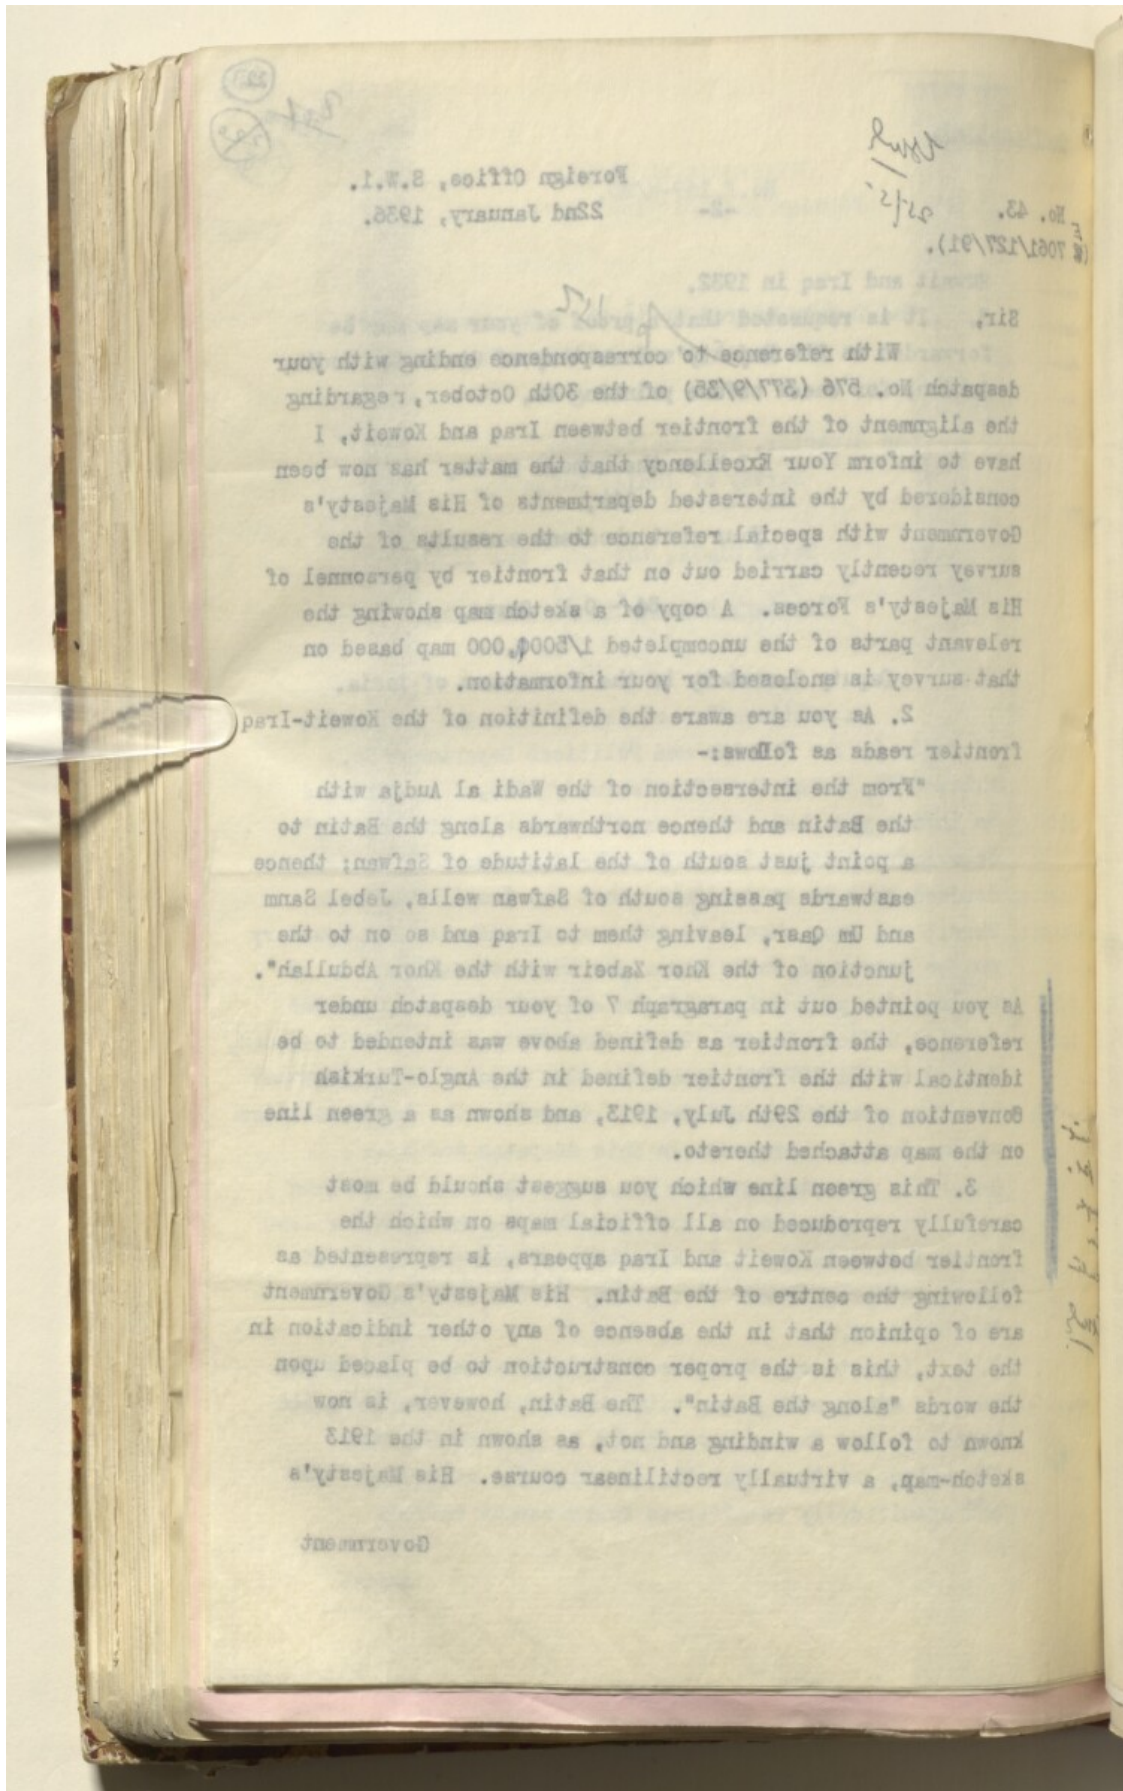 Foreign Office, S.W.1.
22nd January, 1936.
No. 43.
(E 7061/127/91).
Sir,
With reference to correspondence ending with your
despatch No. 576 (377/9/35) of the 30th October, regarding
the alignment of the frontier between Iraq and Koweit, I
have to inform Your Excellency that the matter has now been
considered by the interested departments of His Majesty's
Government with special reference to the results of the
survey recently carried out on that frontier by personnel of
His Majesty's Forces. A copy of a sketch map showing the
relevant parts of the uncompleted 1/500,000 map based on
that survey is enclosed for your information.
2. As you are aware the definition of the Koweit-Iraq
frontier reads as follows:-
"From the intersection of the Wadi al Audja with
the Batin and thence northwards along the Batin to
a point just south of the latitude of Safwan; thence
eastwards passing south of Safwan wells, Jebel Sanm
and Um Qasr, leaving them to Iraq and so on to the
junction of the Khor Zobeir with the Khor Abdullah".
As you pointed out in paragraph 7 of your despatch under
reference, the frontier as defined above was intended to be
identical with the frontier defined in the Anglo-Turkish
Convention of the 29th July, 1913, and shown as a green line
on the map attached thereto.
3. This green line which you suggest should be most
carefully reproduced on all official maps on which the
frontier between Koweit and Iraq appears, is represented as
following the centre of the Batin. His Majesty's Government
are of opinion that in the absence of any other indication in
the text, this is the proper construction to be placed upon
the words "along the Batin". The Batin, however, is now
known to follow a winding and not, as shown in the 1913
sketch-map, a virtually rectilinear course. His Majesty's
Government